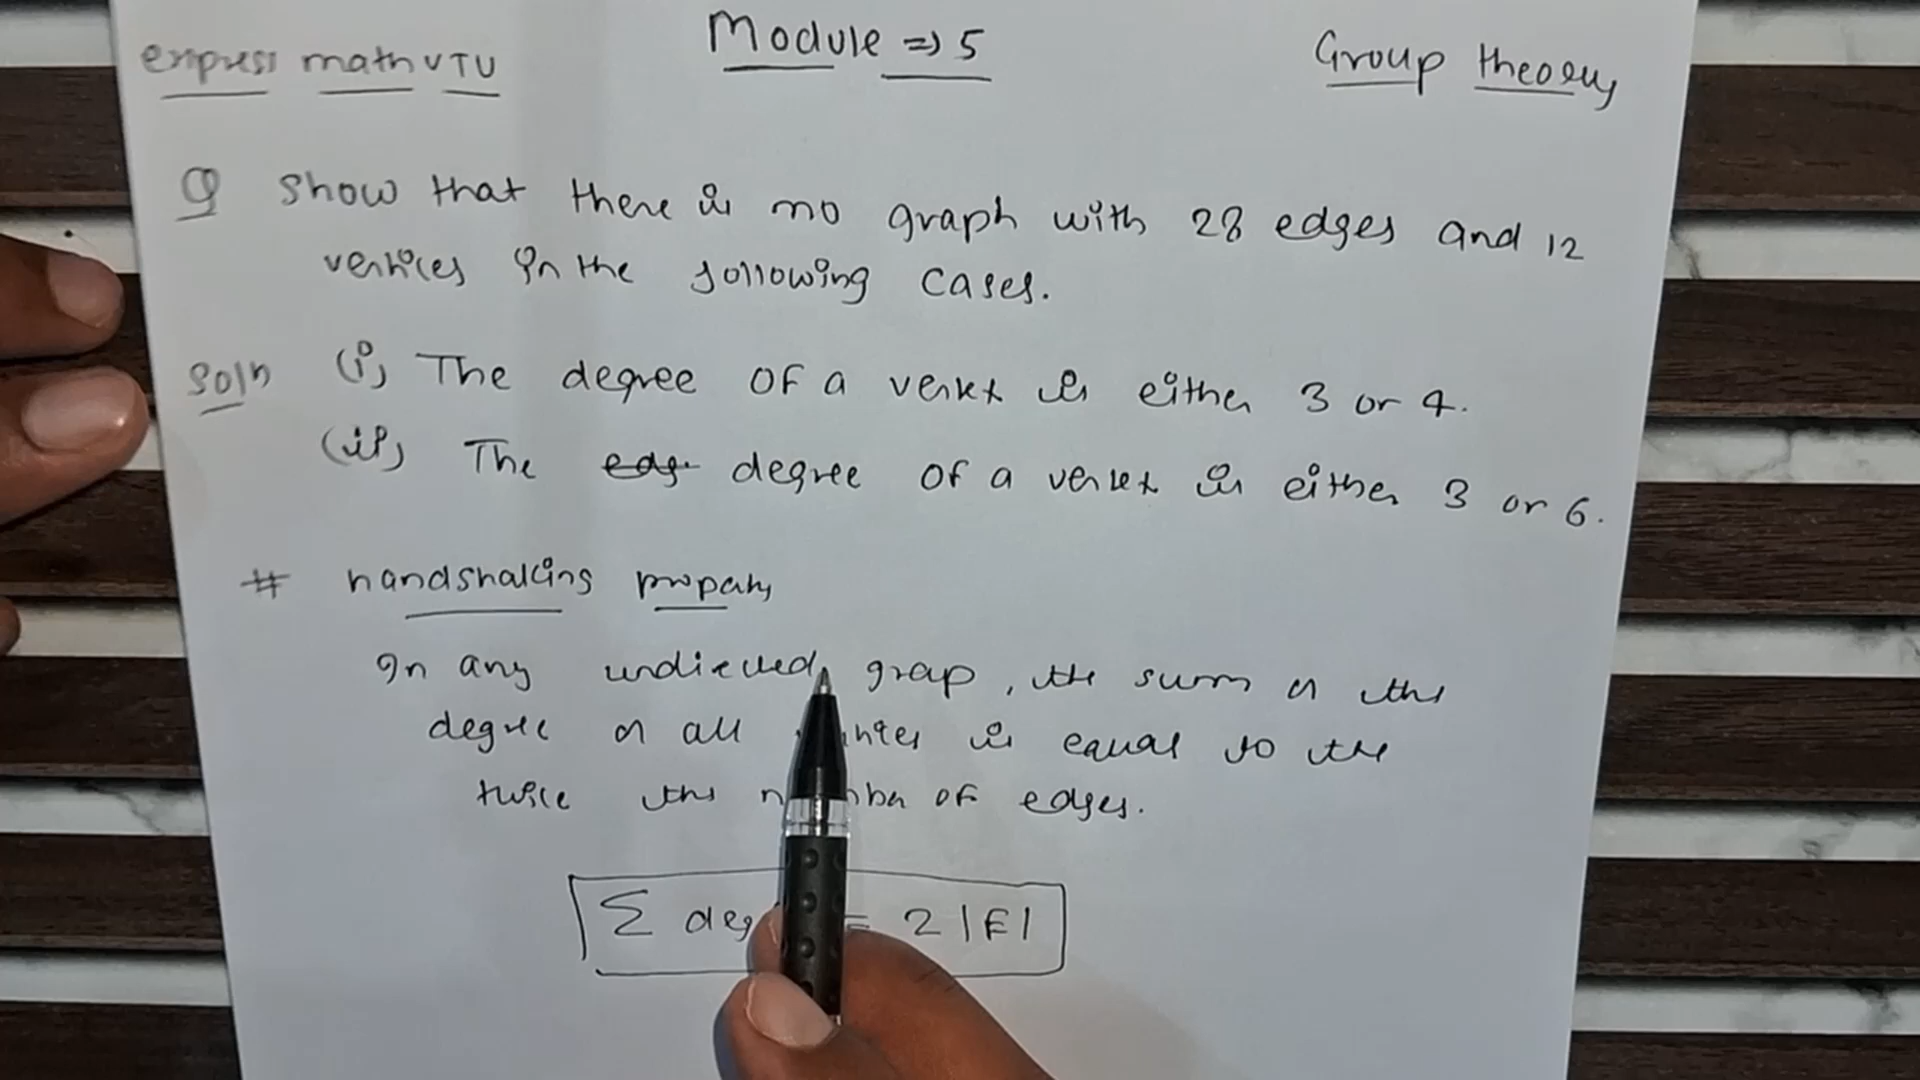 express math VTU
Module ⇒ 5
Group theory
Q Show that there is no graph with 28 edges and 12
vertices in the following cases.
Soln (i) The degree OF a vertex is either 3 or 4.
(ii) The edg. degree OF a vertex is either 3 or 6.
# handshaking property
In any undirected grap, the sum of the
degree of all is equal to the
twice the OF edges.
Σ deg = 2|E|